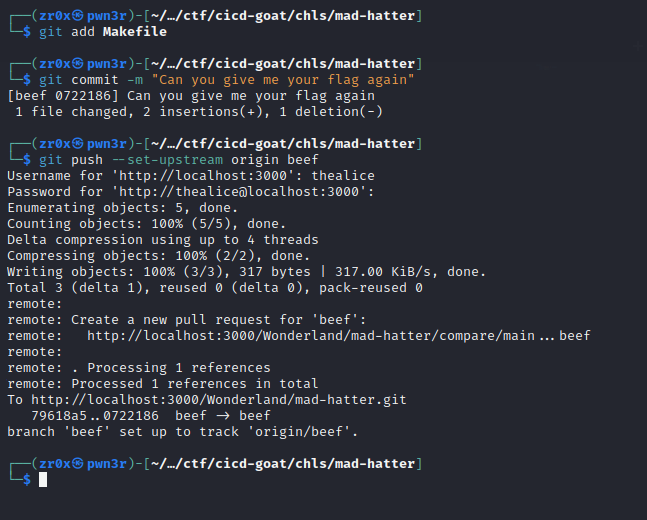 ┌──(zr0x㉿pwn3r)-[~/…/ctf/cicd-goat/chls/mad-hatter]
└─$ git add Makefile
┌──(zr0x㉿pwn3r)-[~/…/ctf/cicd-goat/chls/mad-hatter]
└─$ git commit -m "Can you give me your flag again"
[beef 0722186] Can you give me your flag again
 1 file changed, 2 insertions(+), 1 deletion(-)
┌──(zr0x㉿pwn3r)-[~/…/ctf/cicd-goat/chls/mad-hatter]
└─$ git push --set-upstream origin beef
Username for 'http://localhost:3000': thealice
Password for 'http://thealice@localhost:3000':
Enumerating objects: 5, done.
Counting objects: 100% (5/5), done.
Delta compression using up to 4 threads
Compressing objects: 100% (2/2), done.
Writing objects: 100% (3/3), 317 bytes | 317.00 KiB/s, done.
Total 3 (delta 1), reused 0 (delta 0), pack-reused 0
remote:
remote: Create a new pull request for 'beef':
remote:   http://localhost:3000/Wonderland/mad-hatter/compare/main...beef
remote:
remote: . Processing 1 references
remote: Processed 1 references in total
To http://localhost:3000/Wonderland/mad-hatter.git
   79618a5..0722186  beef -> beef
branch 'beef' set up to track 'origin/beef'.
┌──(zr0x㉿pwn3r)-[~/…/ctf/cicd-goat/chls/mad-hatter]
└─$